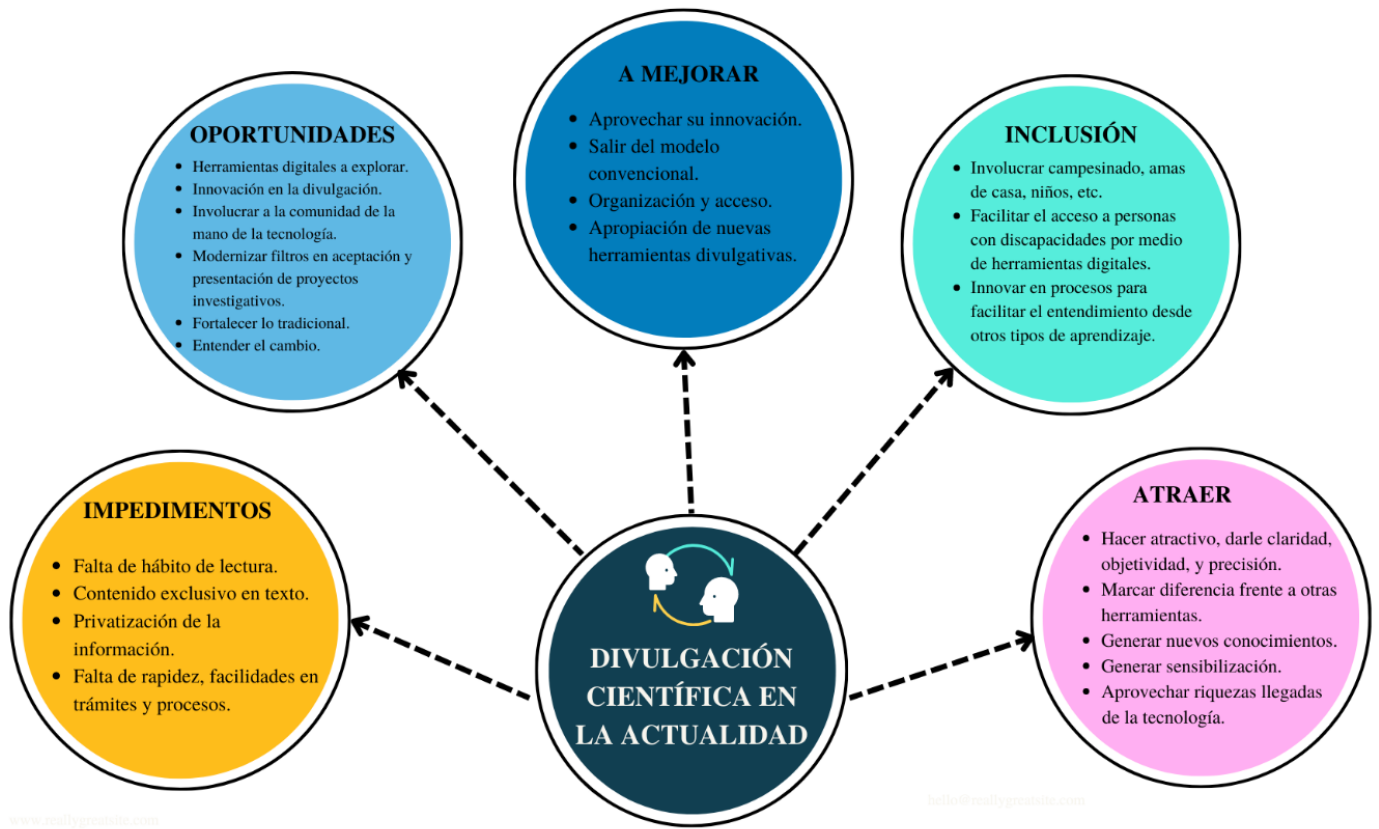 A MEJORAR
• Aprovechar su innovación.
• Salir del modelo
convencional.
• Organización y acceso.
• Apropiación de nuevas
herramientas divulgativas.
OPORTUNIDADES
• Herramientas digitales a explorar.
• Innovación en la divulgación.
• Involucrar a la comunidad de la
mano de la tecnología.
• Modernizar filtros en aceptación y
presentación de proyectos
investigativos.
• Fortalecer lo tradicional.
• Entender el cambio.
INCLUSIÓN
• Involucrar campesinado, amas
de casa, niños, etc.
• Facilitar el acceso a personas
con discapacidades por medio
de herramientas digitales.
• Innovar en procesos para
facilitar el entendimiento desde
otros tipos de aprendizaje.
IMPEDIMENTOS
• Falta de hábito de lectura.
• Contenido exclusivo en texto.
• Privatización de la
información.
• Falta de rapidez, facilidades en
trámites y procesos.
ATRAER
• Hacer atractivo, darle claridad,
objetividad, y precisión.
• Marcar diferencia frente a otras
herramientas.
• Generar nuevos conocimientos.
• Generar sensibilización.
• Aprovechar riquezas llegadas
de la tecnología.
DIVULGACIÓN
CIENTÍFICA EN
LA ACTUALIDAD
www.reallygreatsite.com
hello@reallygreatsite.com